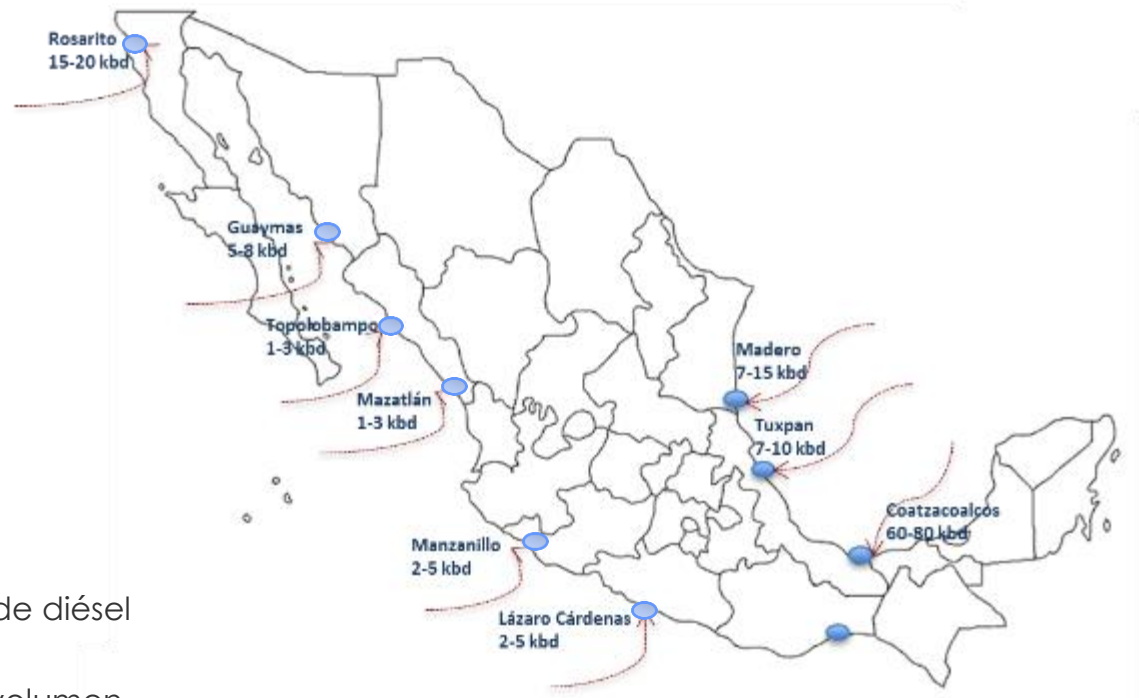 Rosarito
15-20 kbd
Guaymas
5-8 kbd
Topolobampo
1-3 kbd
Mazatlán
1-3 kbd
Madero
7-15 kbd
Tuxpan
7-10 kbd
Coatzacoalcos
60-80 kbd
Manzanillo
2-5 kbd
Lázaro Cárdenas
2-5 kbd
de diésel